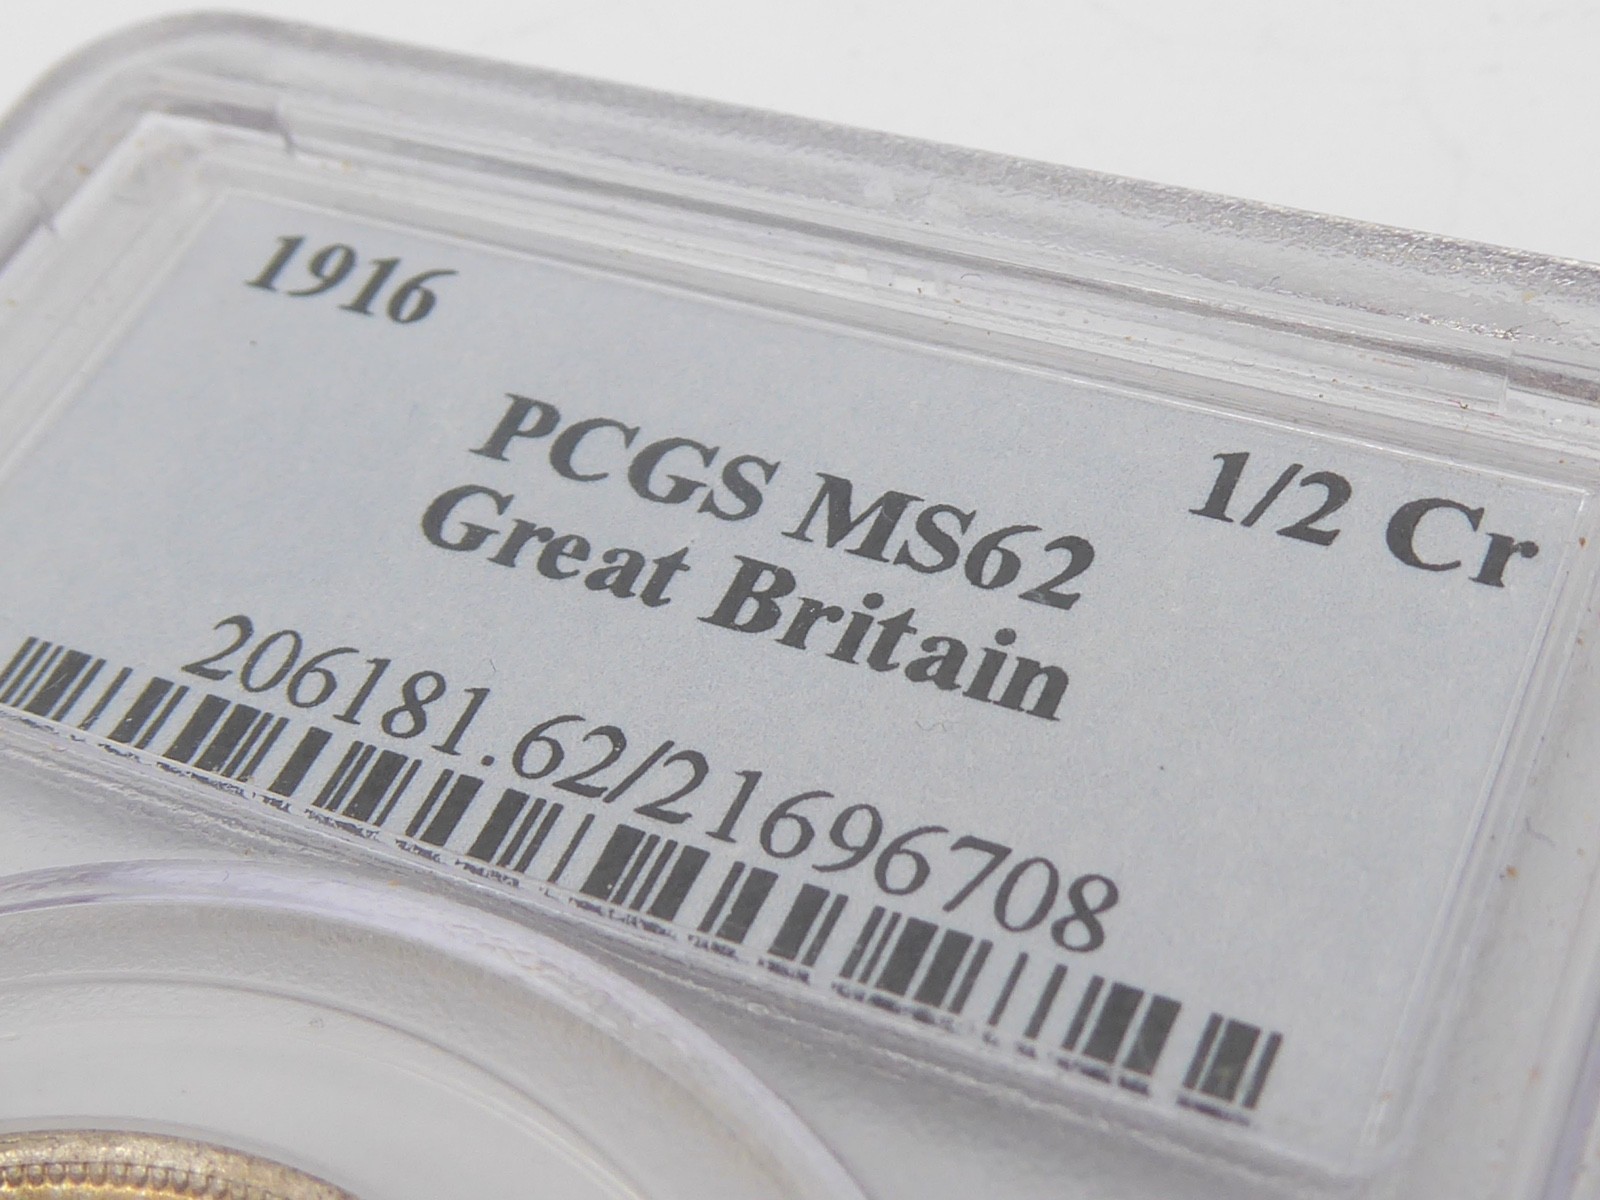 1916
PCGS MS62
1/2 Cr
Great Britain
206181.62/21696708